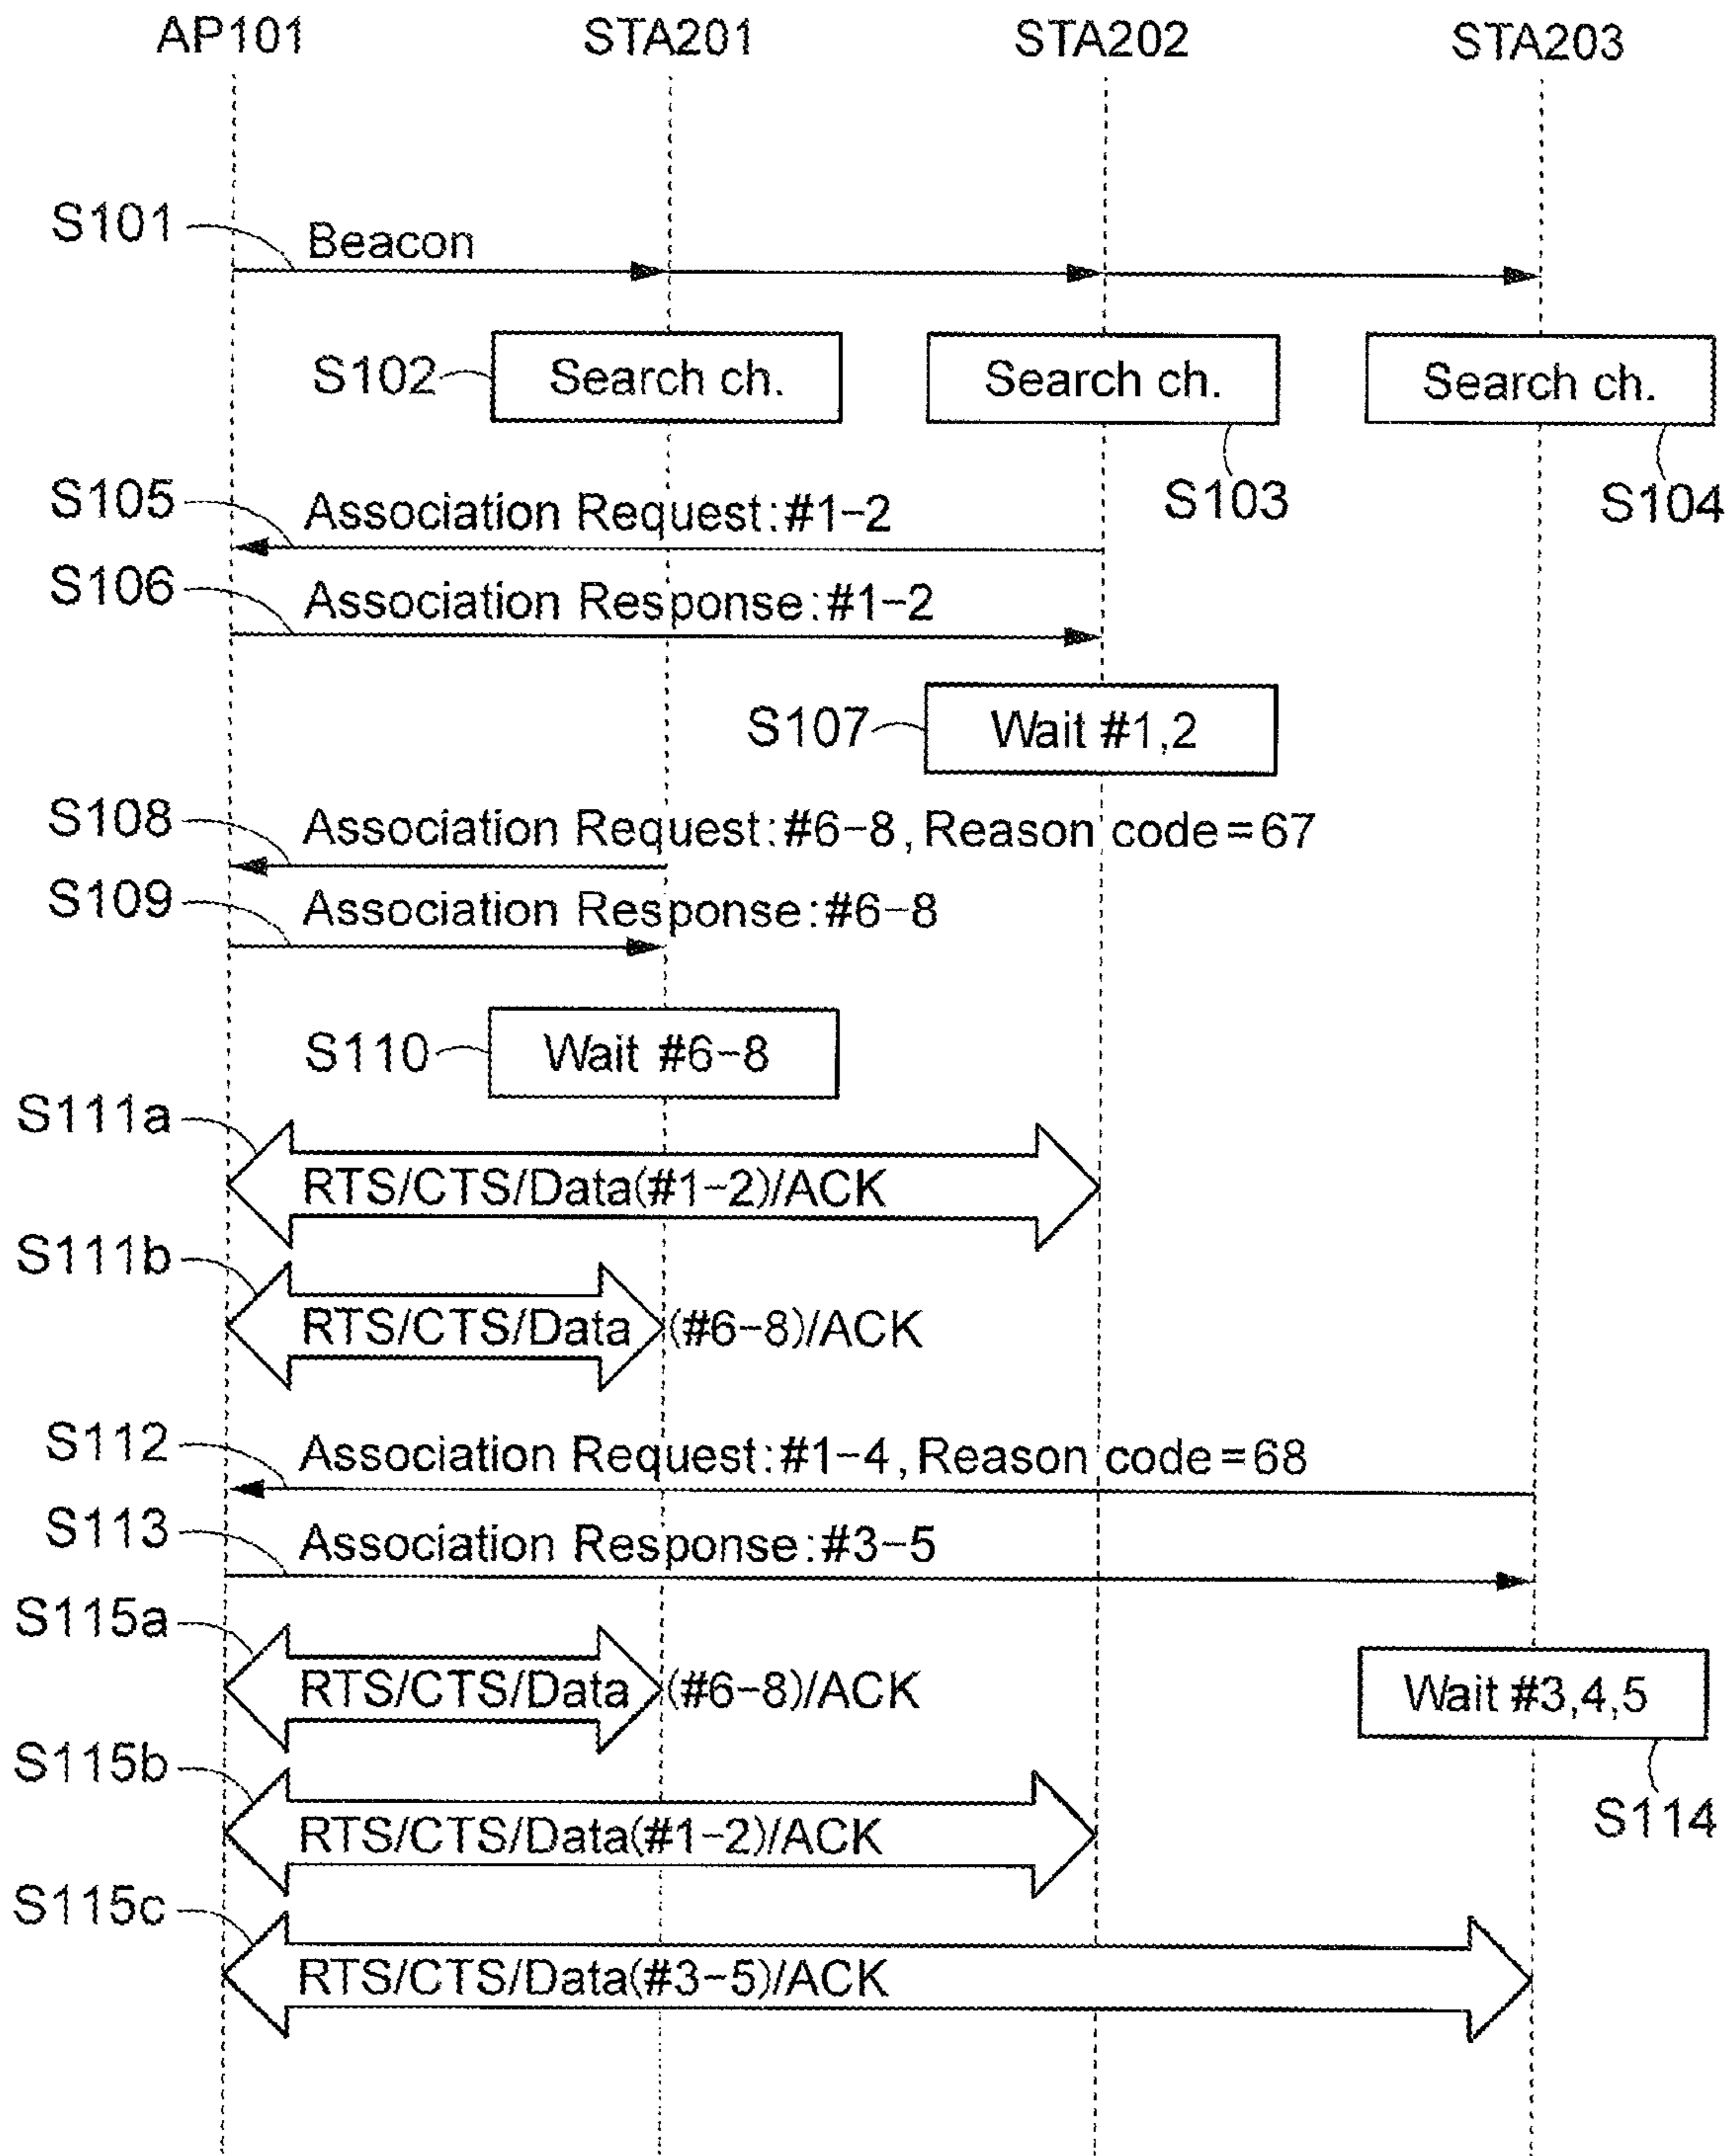 AP101 STA201 STA202 STA203
S101 Beacon
S102 Search ch. Search ch. Search ch.
S103 S104
S105 Association Request:#1-2
S106 Association Response:#1-2
S107 Wait #1,2
S108 Association Request:#6-8, Reason code=67
S109 Association Response:#6-8
S110 Wait #6-8
S111a RTS/CTS/Data(#1-2)/ACK
S111b RTS/CTS/Data (#6-8)/ACK
S112 Association Request:#1-4, Reason code=68
S113 Association Response:#3-5
S115a RTS/CTS/Data (#6-8)/ACK Wait #3,4,5
S114
S115b RTS/CTS/Data(#1-2)/ACK
S115c RTS/CTS/Data(#3-5)/ACK